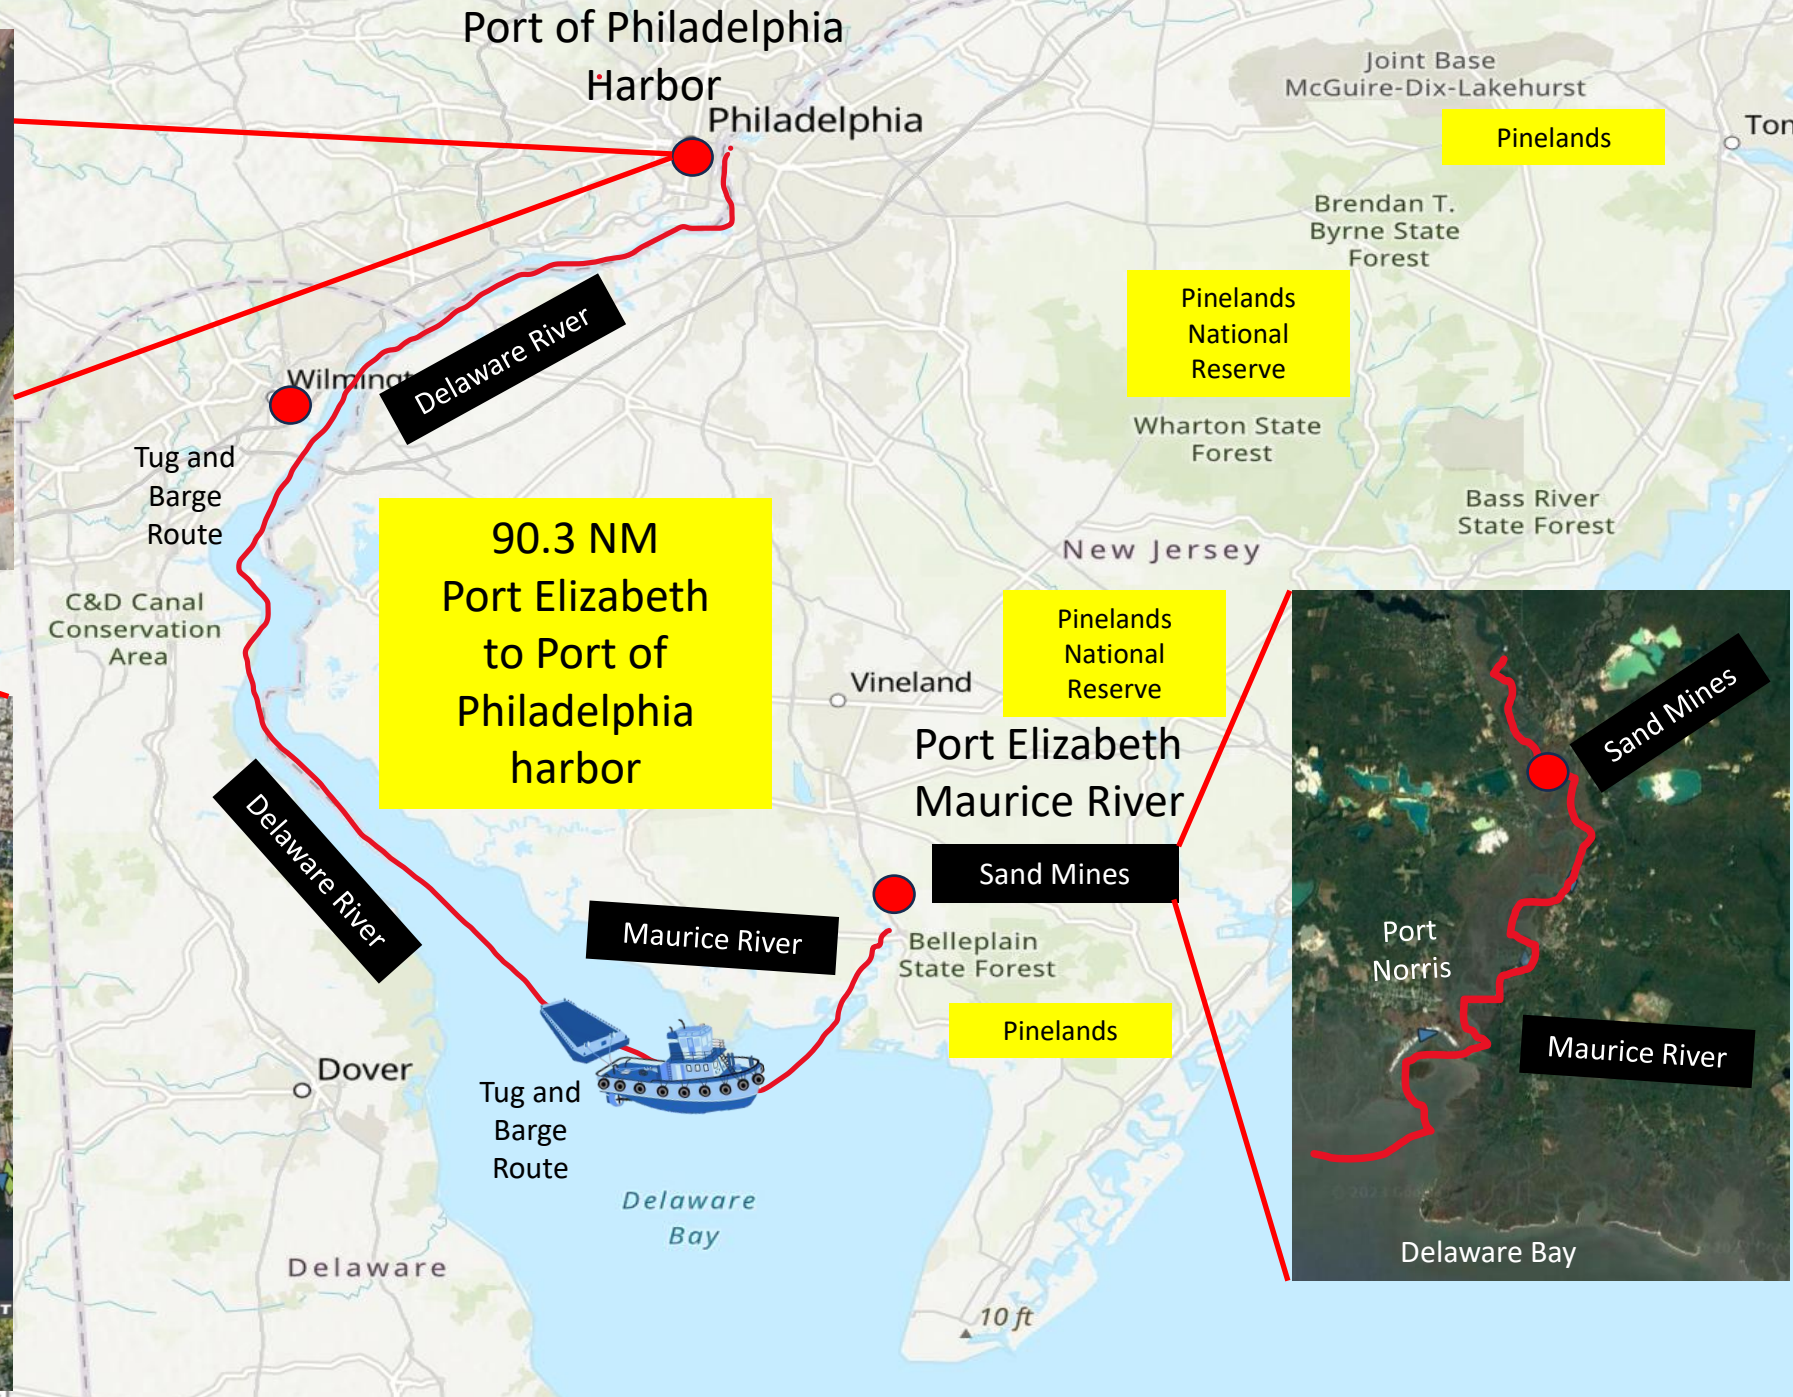 Port of Philadelphia
Harbor
Philadelphia
Joint Base
McGuire-Dix-Lakehurst
Pinelands
Tom
Brendan T.
Byrne State
Forest
Pinelands
National
Reserve
Delaware River
Wilmingt
Wharton State
Forest
Tug and
Barge
Route
Bass River
State Forest
90.3 NM
Port Elizabeth
to Port of
Philadelphia
harbor
New Jersey
C&D Canal
Conservation
Area
Pinelands
National
Reserve
Vineland
Sand Mines
Port Elizabeth
Maurice River
Delaware River
Sand Mines
Maurice River
Port
Norris
Belleplain
State Forest
Pinelands
Maurice River
Dover
Tug and
Barge
Route
Delaware
Bay
Delaware Bay
Delaware
10 ft
T